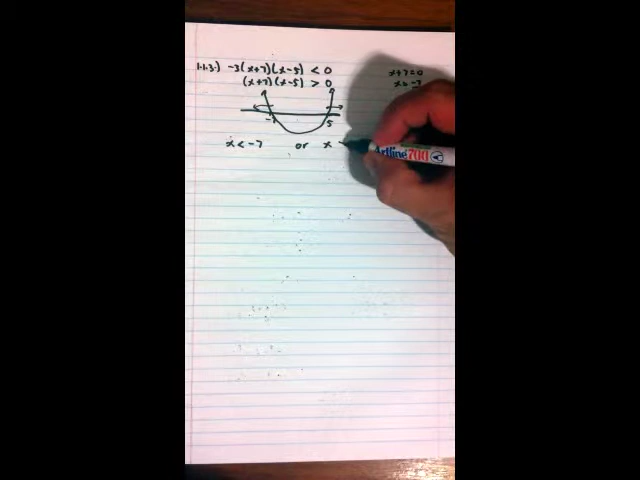 1.1.3.) -3(x+7)(x-5) < 0
x+7=0
(x+7)(x-5) > 0
x = -7
-7
5
x < -7 or x
Artline 700